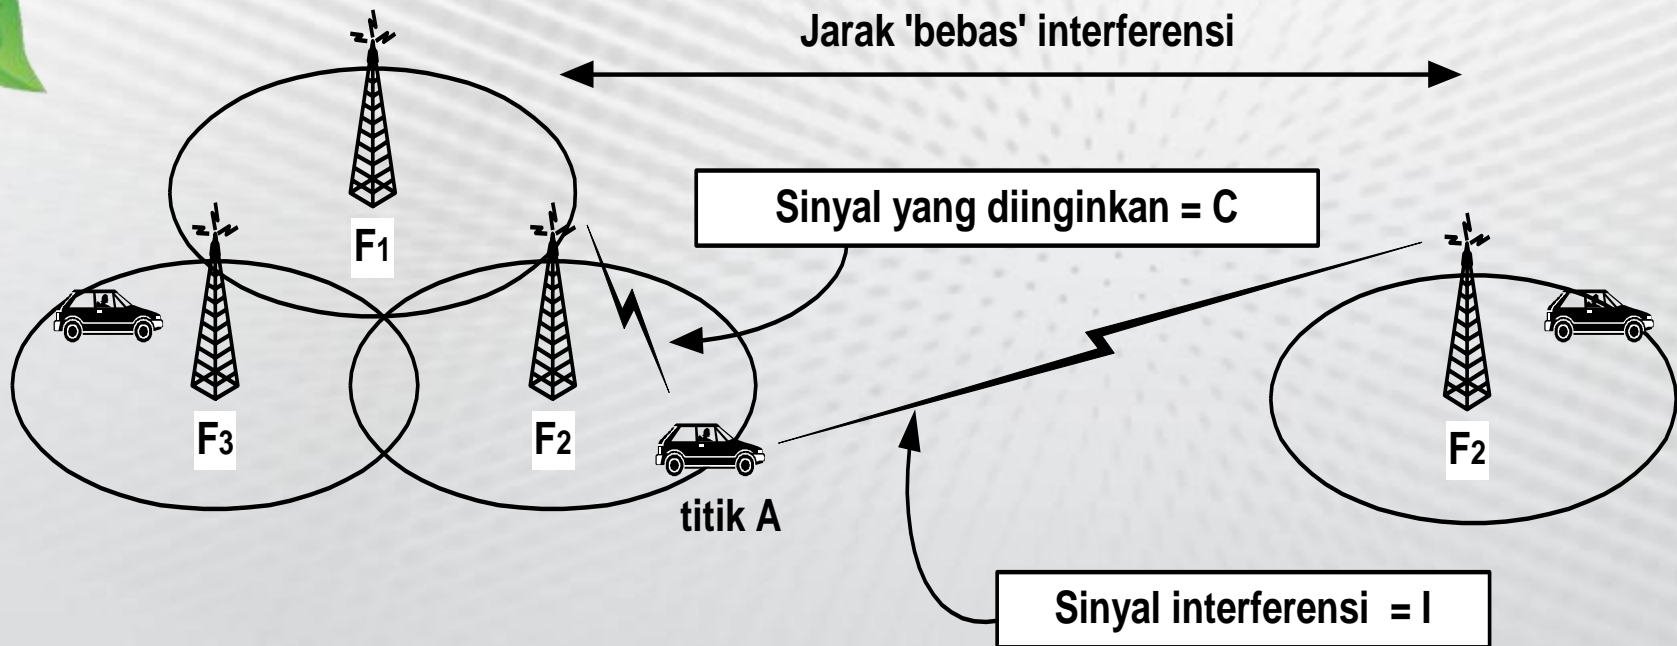 Jarak 'bebas' interferensi
Sinyal yang diinginkan = C
F1
F3
F2
F2
titik A
Sinyal interferensi = I